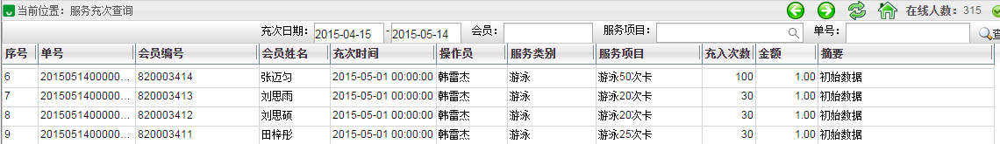 当前位置：服务充次查询 在线人数：315
充次日期： 2015-04-15 - 2015-05-14 会员： 服务项目： 单号： 查
序号 单号 会员编号 会员姓名 充次时间 操作员 服务类别 服务项目 充入次数 金额 摘要
6 2015051400000... 820003414 张迈匀 2015-05-01 00:00:00 韩雷杰 游泳 游泳50次卡 100 1.00 初始数据
7 2015051400000... 820003413 刘思雨 2015-05-01 00:00:00 韩雷杰 游泳 游泳20次卡 30 1.00 初始数据
8 2015051400000... 820003412 刘思硕 2015-05-01 00:00:00 韩雷杰 游泳 游泳20次卡 30 1.00 初始数据
9 2015051400000... 820003411 田梓彤 2015-05-01 00:00:00 韩雷杰 游泳 游泳25次卡 30 1.00 初始数据